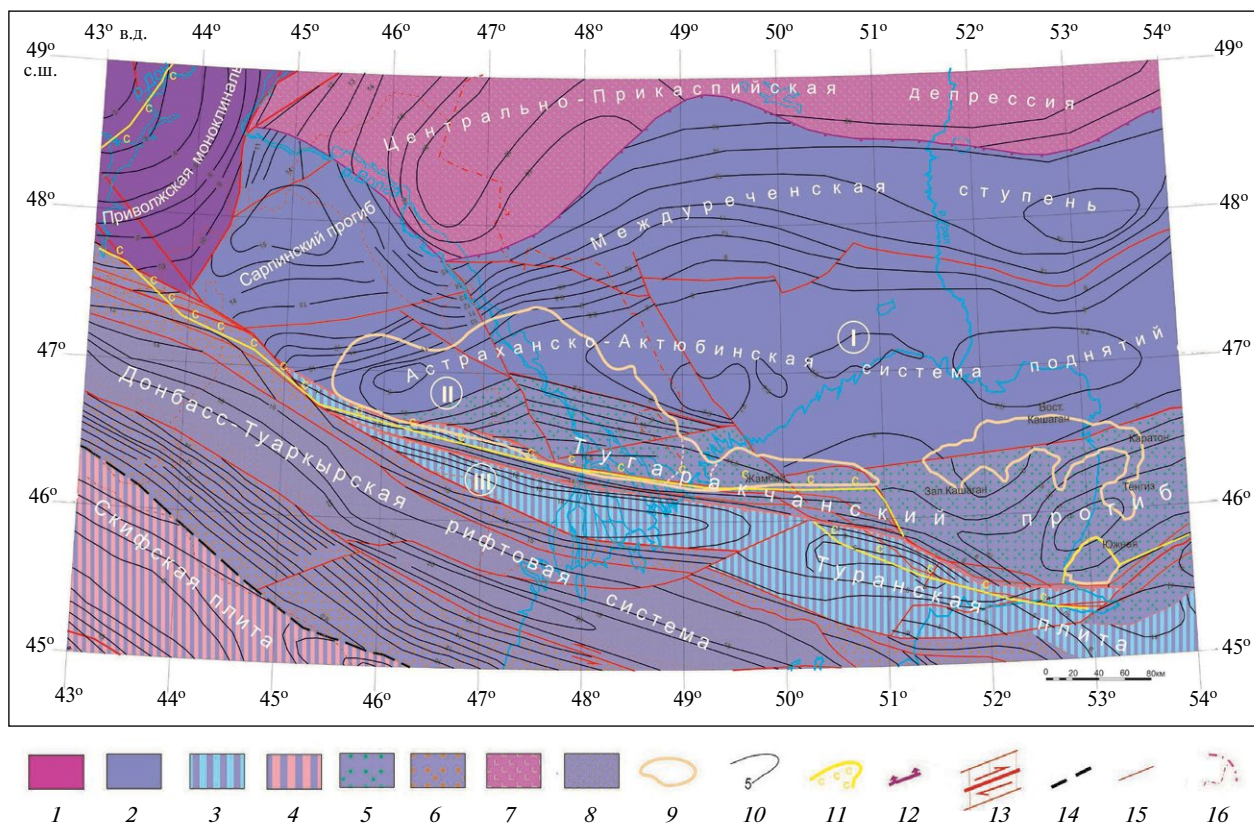 43° в.д. 44° 45° 46° 47° 48° 49° 50° 51° 52° 53° 54°
49° 49°
с.ш.
Центрально-Прикаспийская депрессия
Приволжская моноклиналь
48° 48°
Междуреченская ступень
Сарпинский прогиб
I
47° 47°
Астраханско-Актюбинская система поднятий
II
Донбасс-Туаркырская рифтовая система
Вост.
Кашаган
Каратон
Тугаракчанский прогиб
III
Жамбай
Зап.Кашаган
Тенгиз
46° 46°
Южная
Скифская плита
Туранская плита
45° 45°
0 20 40 60 80км
43° 44° 45° 46° 47° 48° 49° 50° 51° 52° 53° 54°
5
1 2 3 4 5 6 7 8 9 10 11 12 13 14 15 16